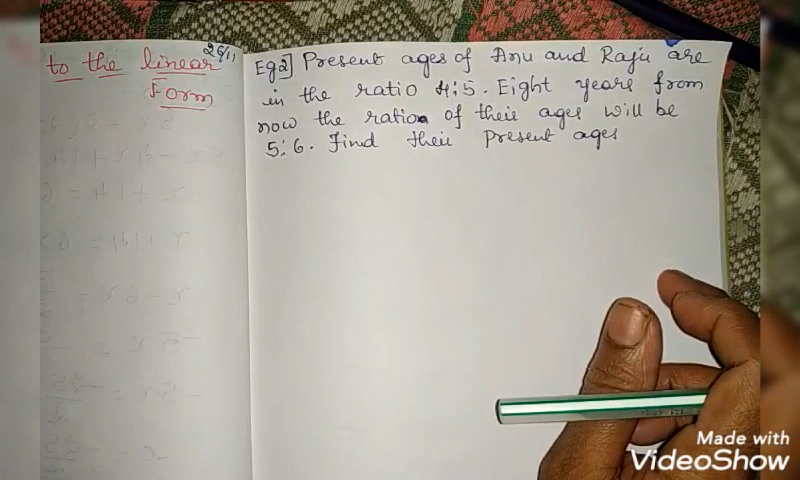 to the linear 26/11
Form
Eg2] Present ages of Anu and Raju are
in the ratio 4:5. Eight years from
now the ratio of their ages will be
5:6. Find their Present ages
Made with
VideoShow